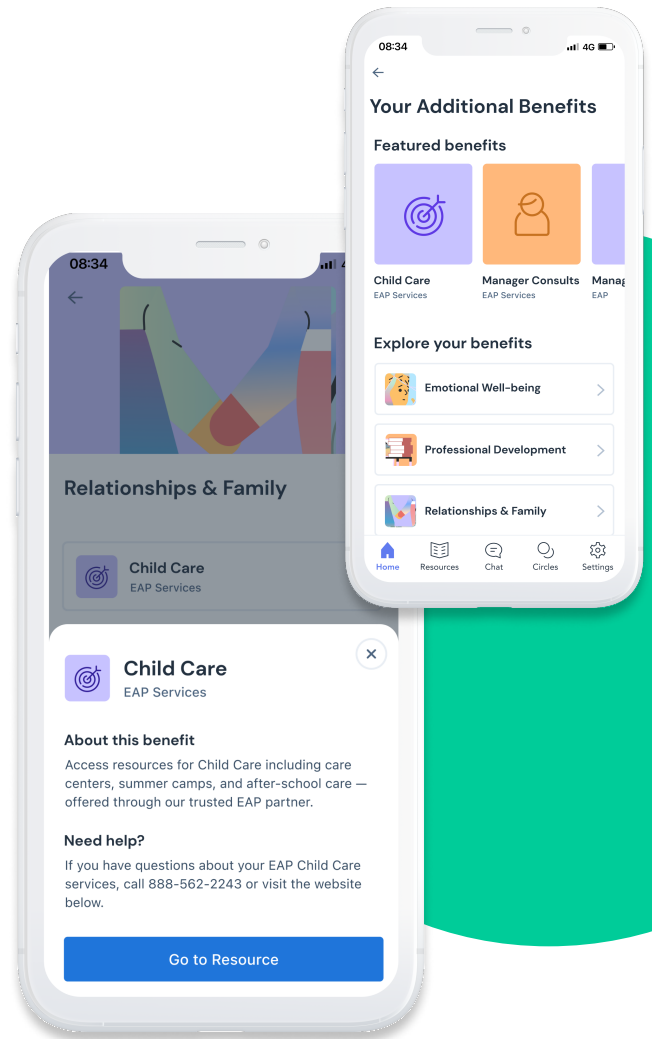 08:34
4G
Your Additional Benefits
Featured benefits
Child Care
EAP Services
Manager Consults
EAP Services
Manag
EAP
Explore your benefits
Emotional Well-being
Professional Development
Relationships & Family
Home
Resources
Chat
Circles
Settings
08:34
4
Relationships & Family
Child Care
EAP Services
Child Care
EAP Services
About this benefit
Access resources for Child Care including care
centers, summer camps, and after-school care —
offered through our trusted EAP partner.
Need help?
If you have questions about your EAP Child Care
services, call 888-562-2243 or visit the website
below.
Go to Resource